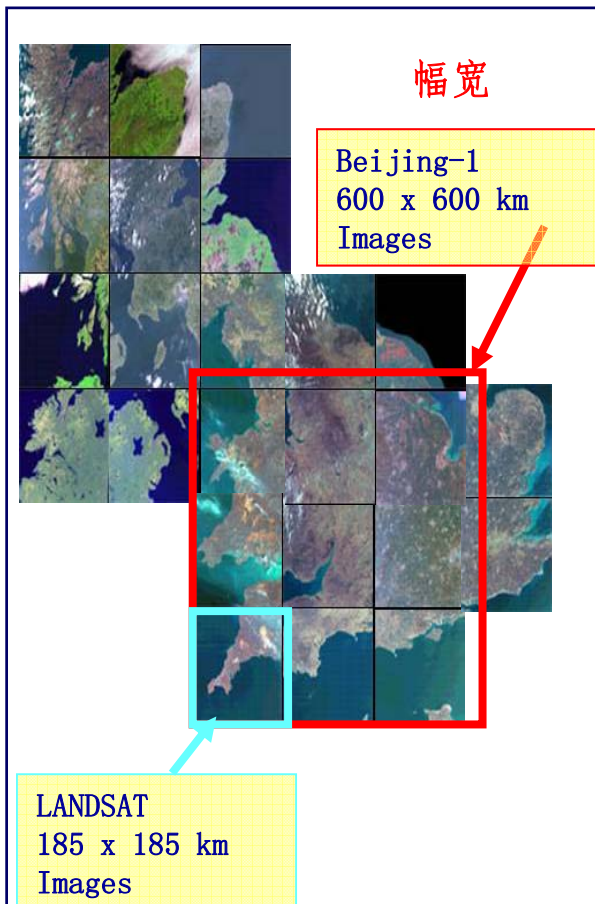 幅宽
Beijing-1
600 x 600 km
Images
LANDSAT
185 x 185 km
Images